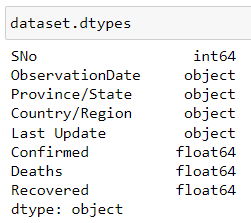 dataset.dtypes
SNo                  int64
ObservationDate     object
Province/State      object
Country/Region      object
Last Update         object
Confirmed          float64
Deaths             float64
Recovered          float64
dtype: object